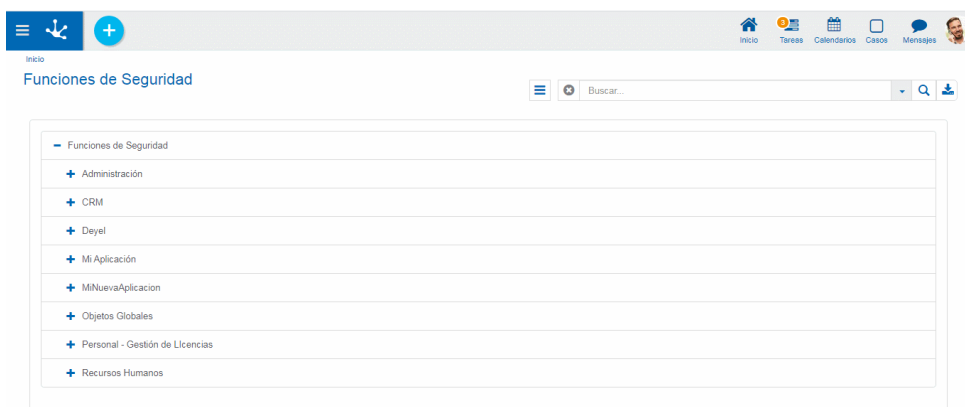 3
Inicio
Tareas
Calendarios
Casos
Mensajes
Inicio
Funciones de Seguridad
Buscar...
Funciones de Seguridad
Administración
CRM
Deyel
Mi Aplicación
MiNuevaAplicacion
Objetos Globales
Personal - Gestión de LIcencias
Recursos Humanos